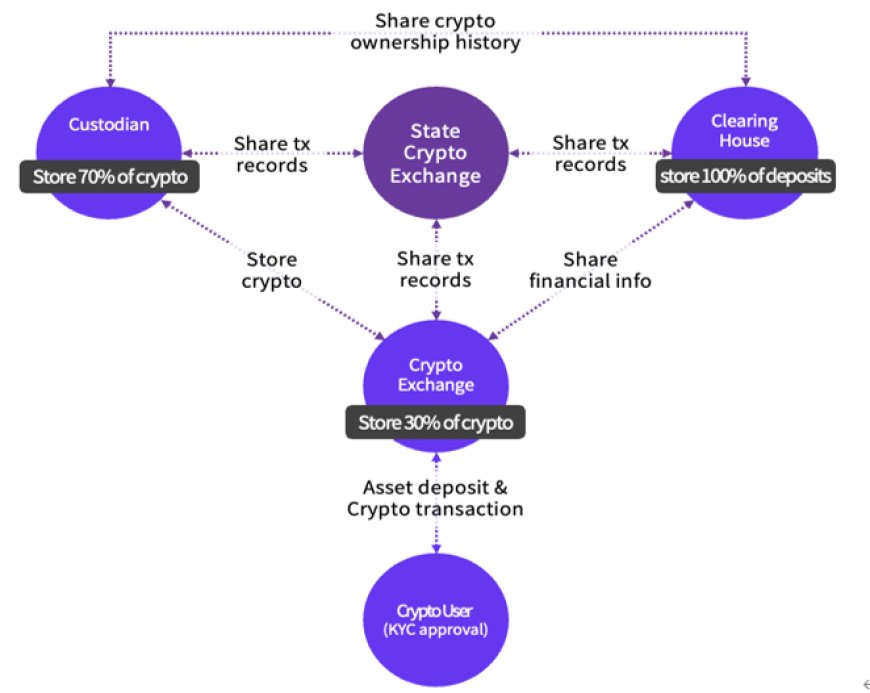 Share crypto
ownership history
Custodian
Store 70% of crypto
Share tx
records
State
Crypto
Exchange
Share tx
records
Clearing
House
store 100% of deposits
Store
crypto
Share tx
records
Share
financial info
Crypto
Exchange
Store 30% of crypto
Asset deposit &
Crypto transaction
Crypto User
(KYC approval)